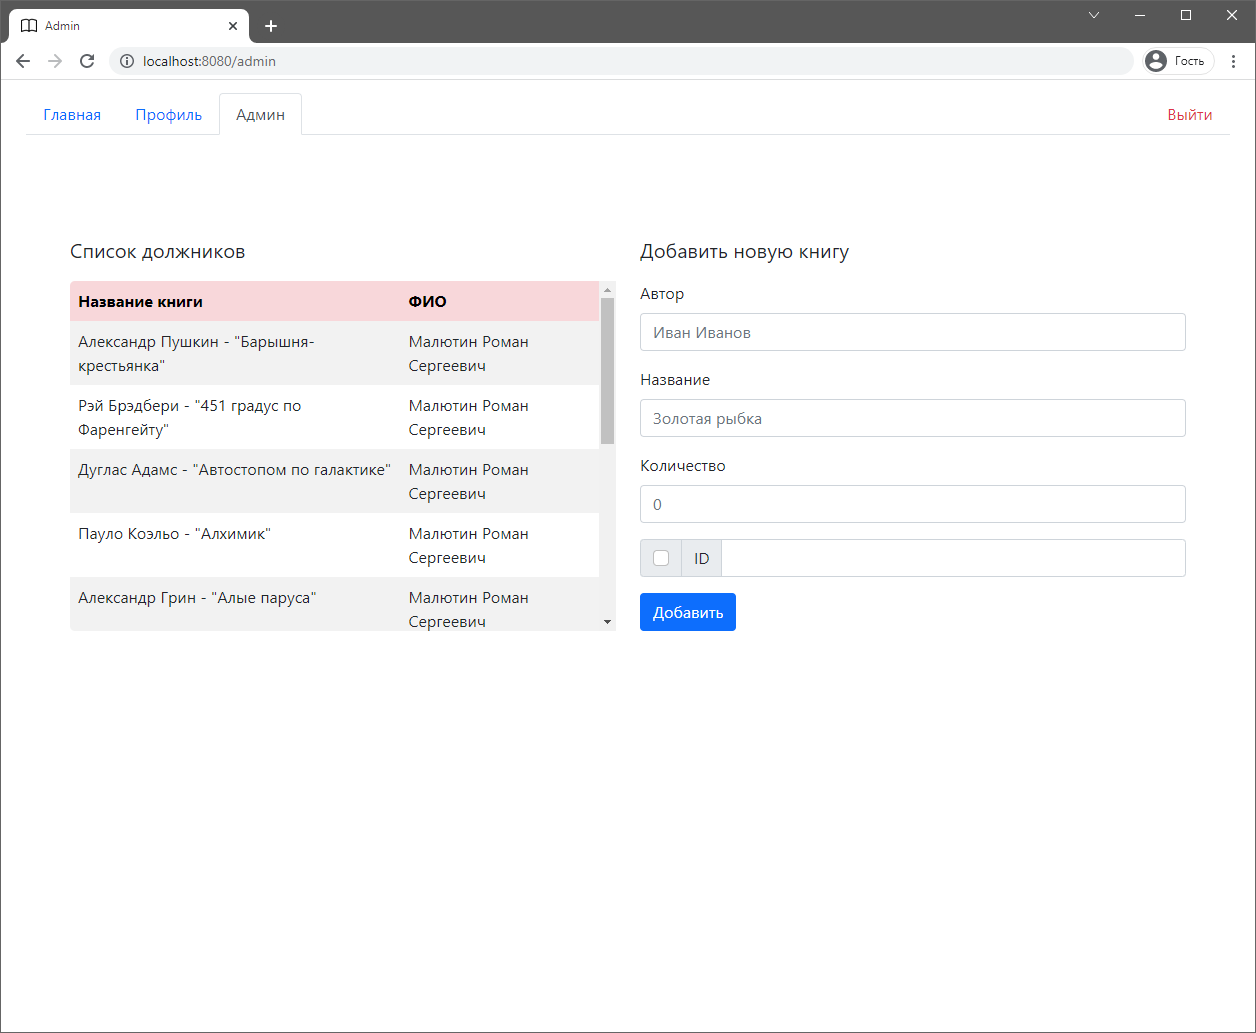 Admin
localhost:8080/admin
Гость
Главная
Профиль
Админ
Выйти
Список должников
Название книги ФИО
Александр Пушкин - "Барышня-
крестьянка"
Малютин Роман
Сергеевич
Рэй Брэдбери - "451 градус по
Фаренгейту"
Малютин Роман
Сергеевич
Дуглас Адамс - "Автостопом по галактике"
Малютин Роман
Сергеевич
Пауло Коэльо - "Алхимик"
Малютин Роман
Сергеевич
Александр Грин - "Алые паруса"
Малютин Роман
Сергеевич
Добавить новую книгу
Автор
Иван Иванов
Название
Золотая рыбка
Количество
0
ID
Добавить